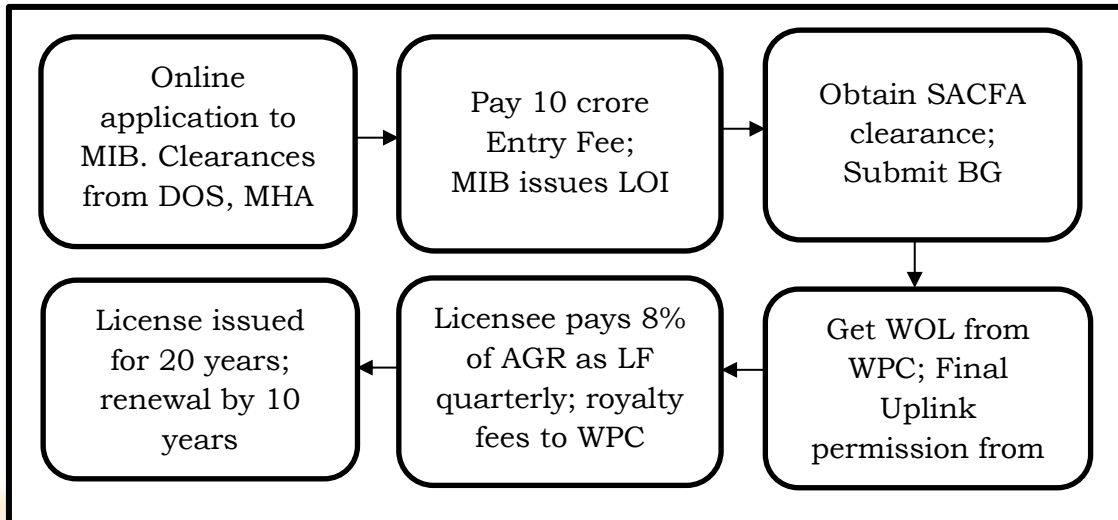 Online
application to
MIB. Clearances
from DOS, MHA
Pay 10 crore
Entry Fee;
MIB issues LOI
Obtain SACFA
clearance;
Submit BG
Get WOL from
WPC; Final
Uplink
permission from
Licensee pays 8%
of AGR as LF
quarterly; royalty
fees to WPC
License issued
for 20 years;
renewal by 10
years